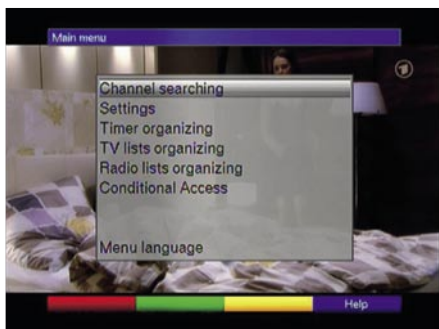 Main menu
Channel searching
Settings
Timer organizing
TV lists organizing
Radio lists organizing
Conditional Access
Menu language
Help